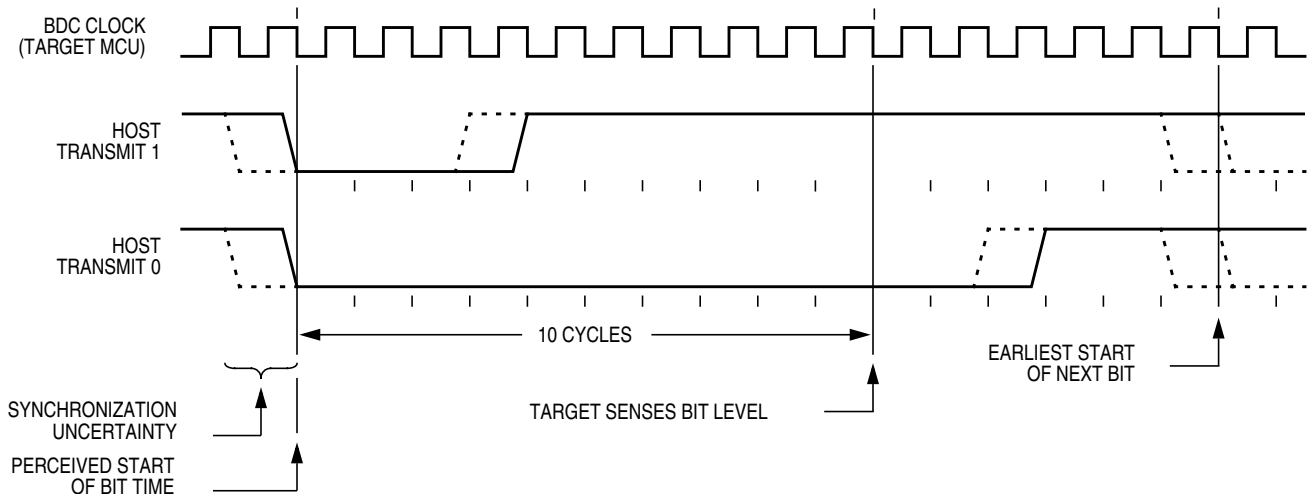 BDC CLOCK
(TARGET MCU)
HOST
TRANSMIT 1
HOST
TRANSMIT 0
10 CYCLES
EARLIEST START
OF NEXT BIT
SYNCHRONIZATION
UNCERTAINTY
TARGET SENSES BIT LEVEL
PERCEIVED START
OF BIT TIME